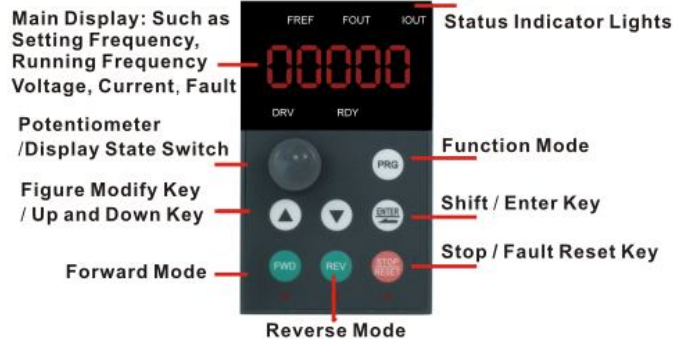 Main Display: Such as
Setting Frequency,
Running Frequency
Voltage, Current, Fault
Potentiometer
/Display State Switch
Figure Modify Key
/ Up and Down Key
Forward Mode
FREF FOUT IOUT
00000
DRV RDY
PRG
ENTER
FWD REV STOP
RESET
Status Indicator Lights
Function Mode
Shift / Enter Key
Stop / Fault Reset Key
Reverse Mode